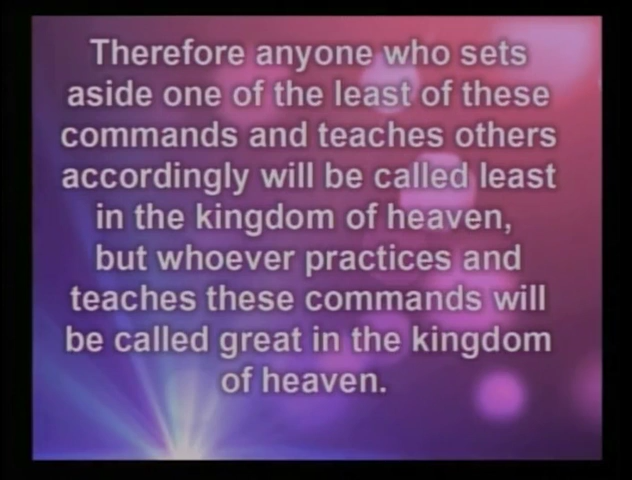 Therefore anyone who sets
aside one of the least of these
commands and teaches others
accordingly will be called least
in the kingdom of heaven,
but whoever practices and
teaches these commands will
be called great in the kingdom
of heaven.